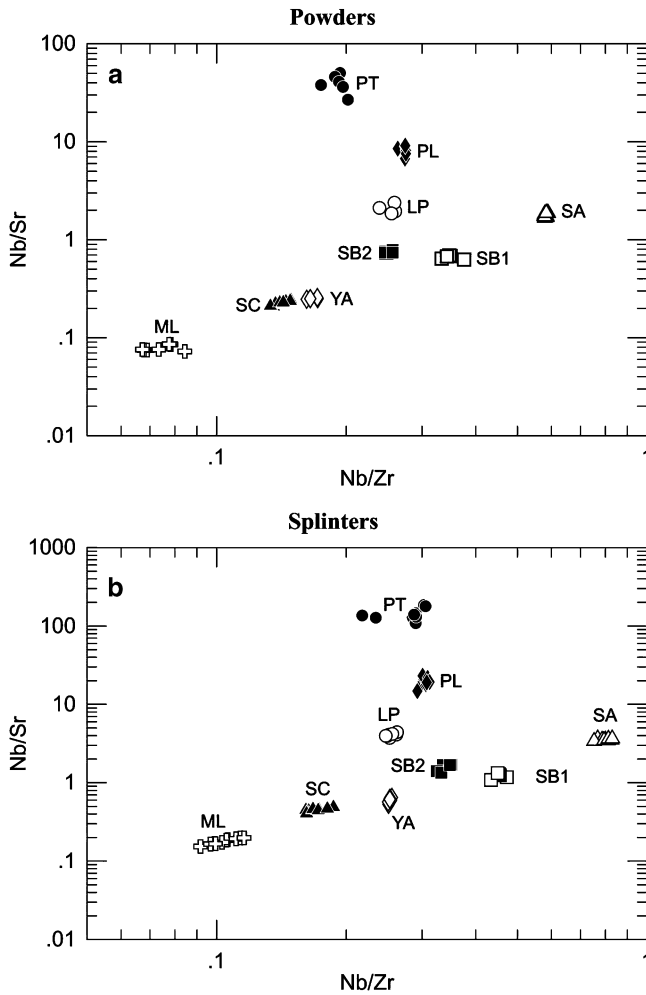 Powders
100
a
PT
10
PL
LP
SA
1
SB2
SB1
SC
YA
ML
.1
.01
.1
1
Nb/Sr
Nb/Zr
Splinters
1000
b
PT
100
PL
10
LP
SA
SB2
SB1
1
SC
YA
ML
.1
.01
.1
1
Nb/Sr
Nb/Zr